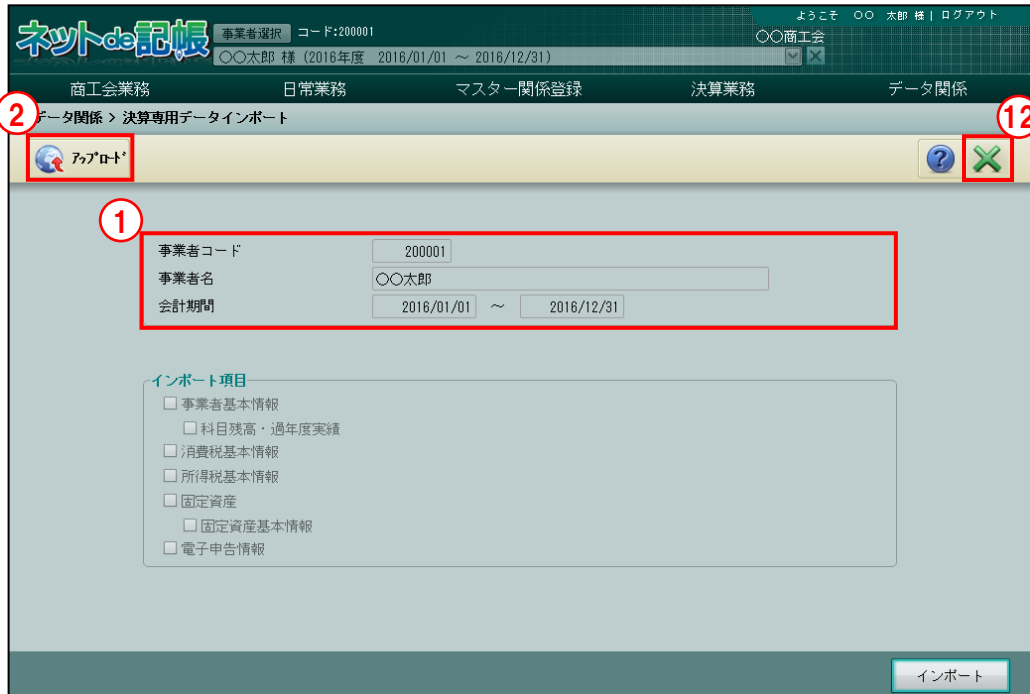 ようこそ 〇〇 太郎 様 | ログアウト
ネットde記帳
事業者選択 コード:200001
〇〇商工会
〇〇太郎 様 (2016年度 2016/01/01 ～ 2016/12/31)
商工会業務 日常業務 マスター関係登録 決算業務 データ関係
② データ関係 > 決算専用データインポート ⑫
アップロード ?
①
事業者コード 200001
事業者名 〇〇太郎
会計期間 2016/01/01 ～ 2016/12/31
インポート項目
事業者基本情報
科目残高・過年度実績
消費税基本情報
所得税基本情報
固定資産
固定資産基本情報
電子申告情報
インポート